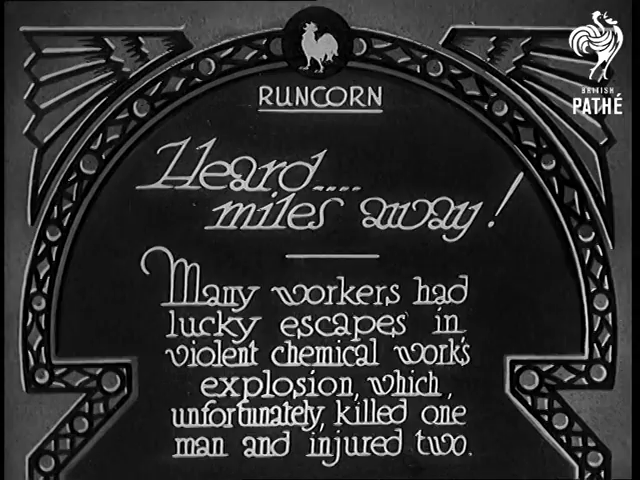 BRITISH
PATHÉ
RUNCORN
Heard....
miles away!
Many workers had
lucky escapes in
violent chemical work's
explosion, which,
unfortunately, killed one
man and injured two.